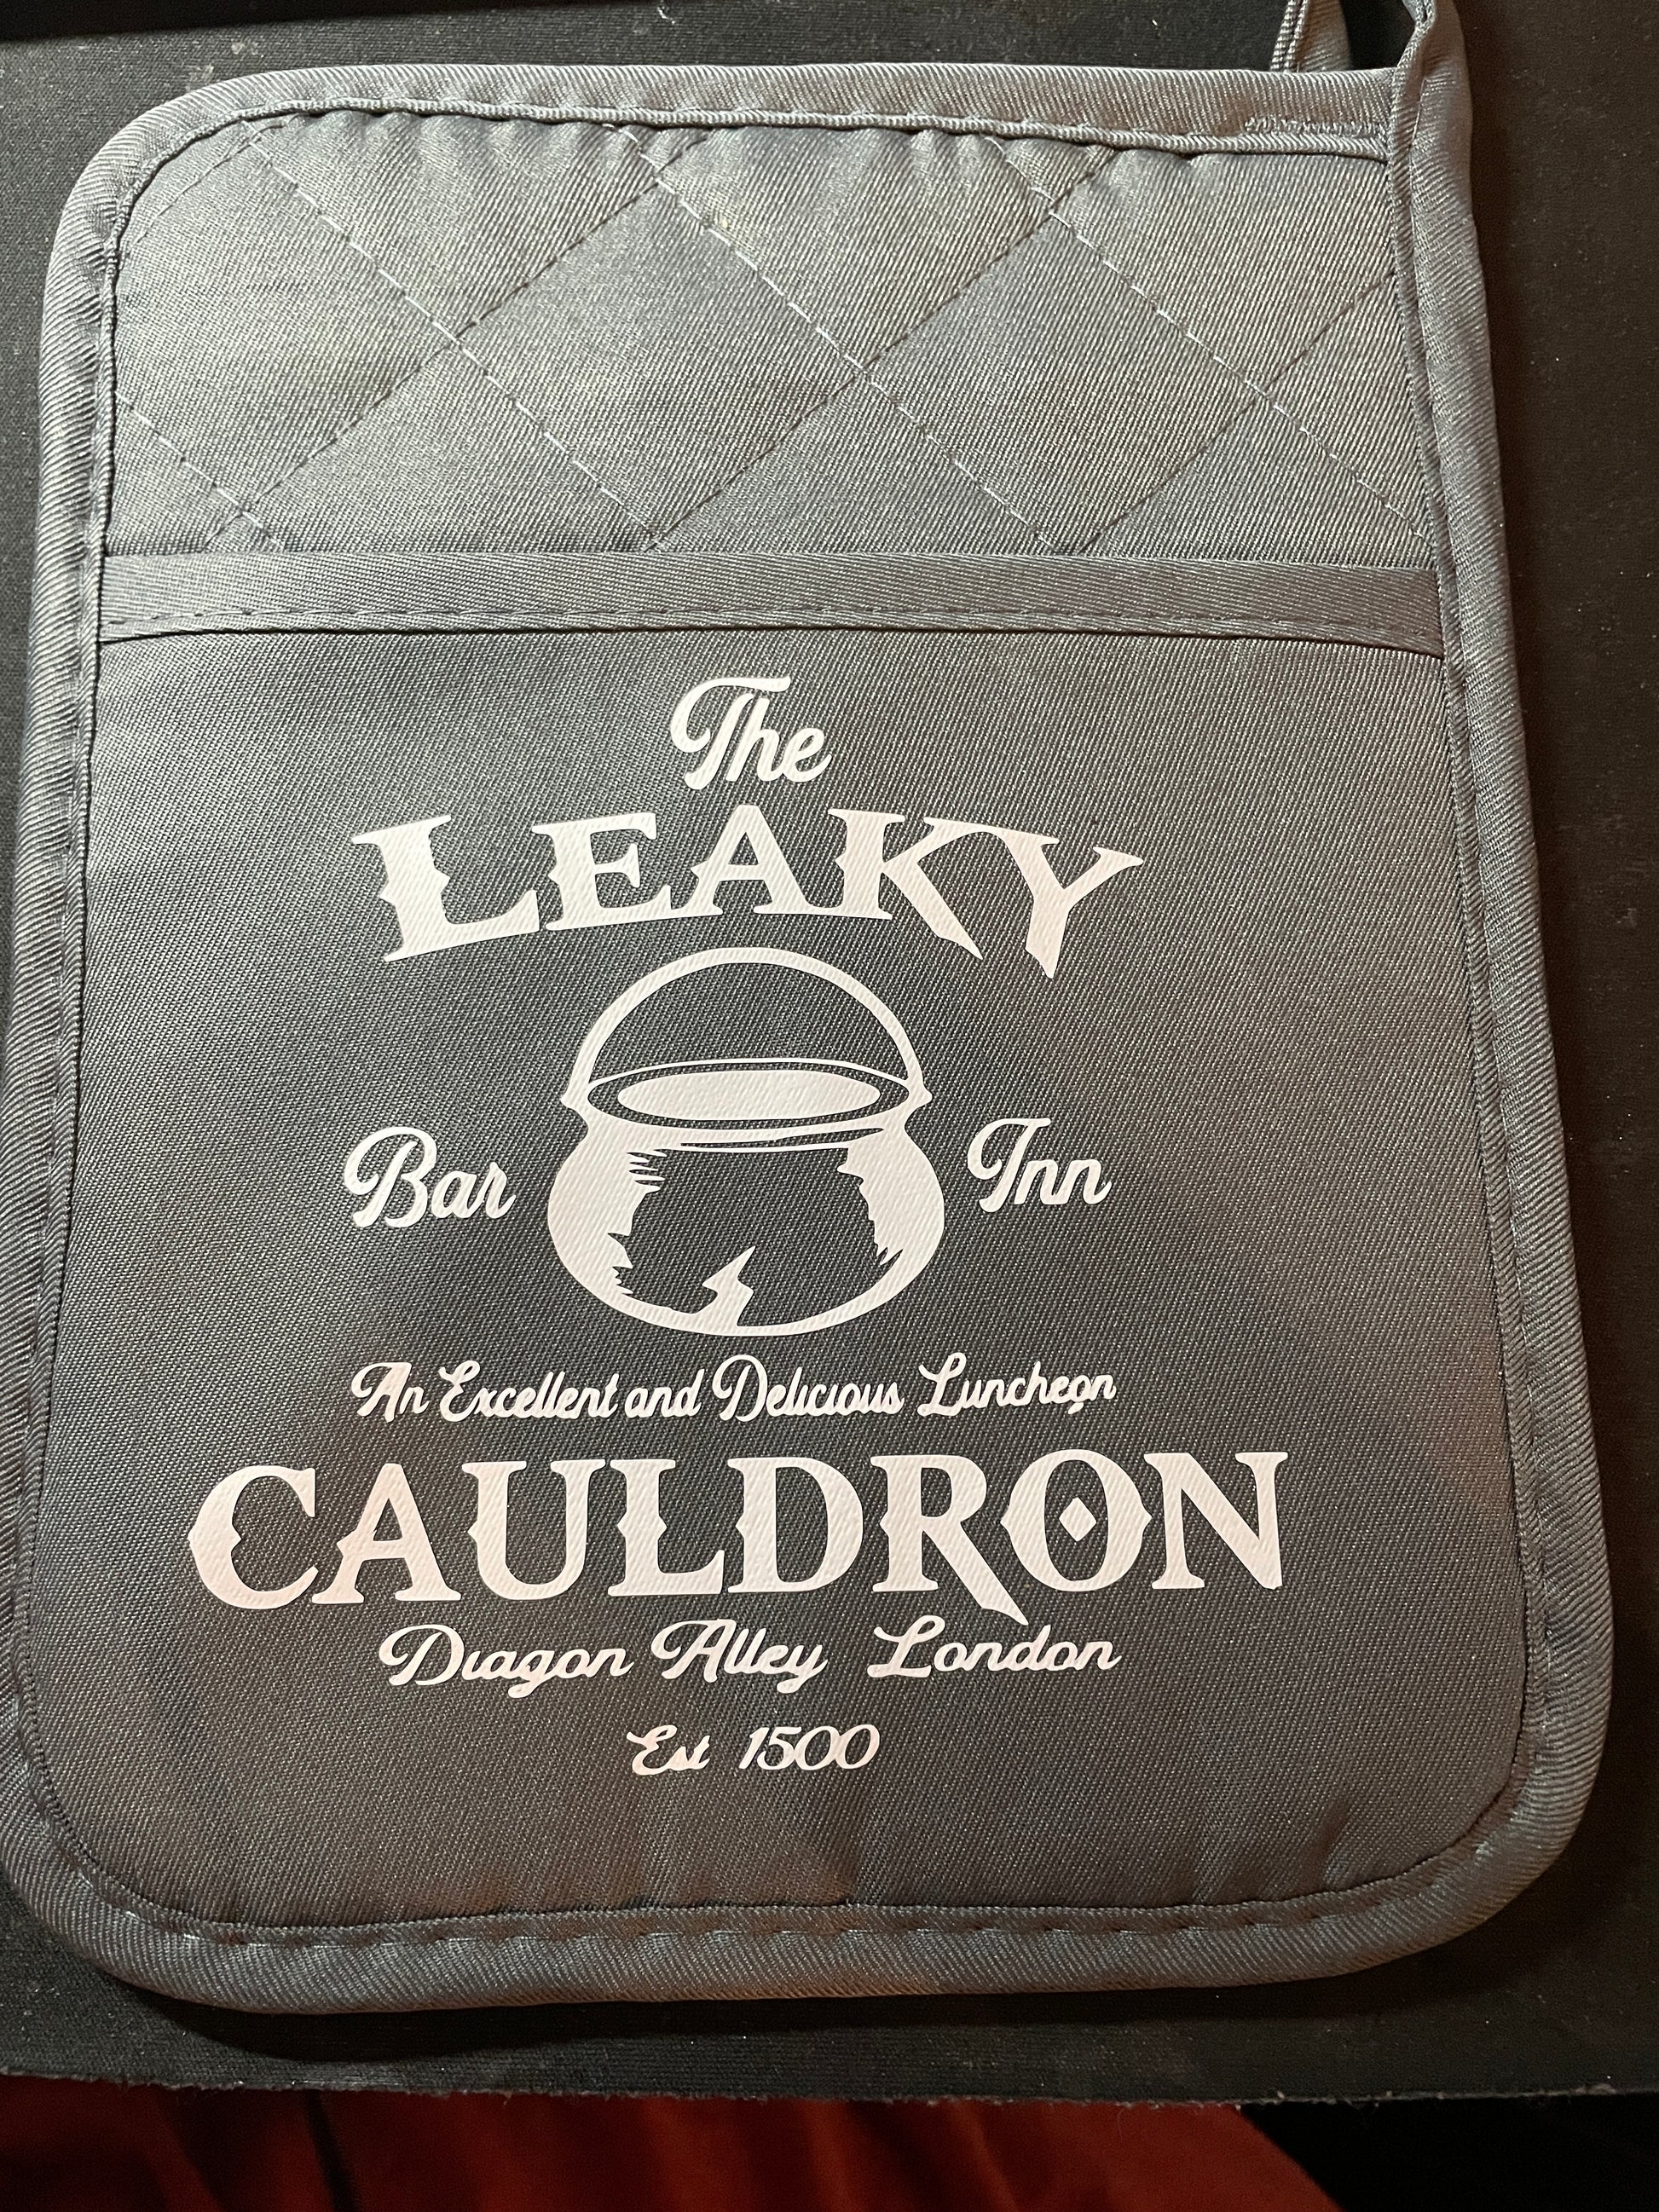 The
LEAKY
Bar Inn
An Excellent and Delicious Luncheon
CAULDRON
Diagon Alley London
Est 1500